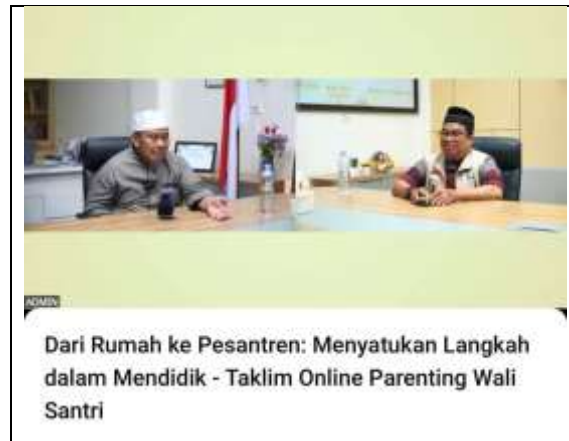 ADMIN
Dari Rumah ke Pesantren: Menyatukan Langkah
dalam Mendidik - Taklim Online Parenting Wali
Santri